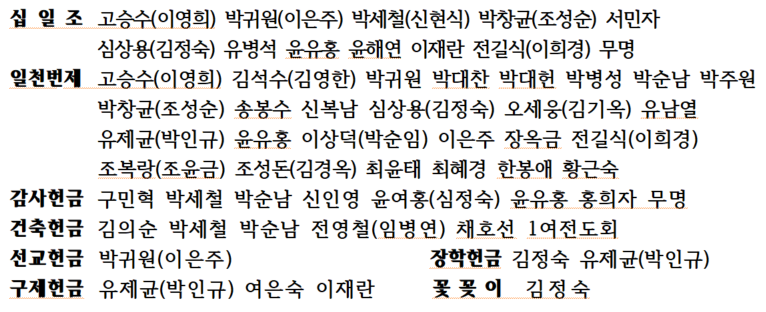 십 일 조 고승수(이영희) 박귀원(이은주) 박세철(신현식) 박창균(조성순) 서민자
심상용(김정숙) 유병석 윤유홍 윤해연 이재란 전길식(이희경) 무명
일천번제 고승수(이영희) 김석수(김영한) 박귀원 박대찬 박대헌 박병성 박순남 박주원
박창균(조성순) 송봉수 신복남 심상용(김정숙) 오세웅(김기옥) 유남열
유제균(박인규) 윤유홍 이상덕(박순임) 이은주 장옥금 전길식(이희경)
조복랑(조윤금) 조성돈(김경옥) 최윤태 최혜경 한봉애 황근숙
감사헌금 구민혁 박세철 박순남 신인영 윤여홍(심정숙) 윤유홍 홍희자 무명
건축헌금 김의순 박세철 박순남 전영철(임병연) 채호선 1여전도회
선교헌금 박귀원(이은주) 장학헌금 김정숙 유제균(박인규)
구제헌금 유제균(박인규) 여은숙 이재란 꽃 꽂 이 김정숙